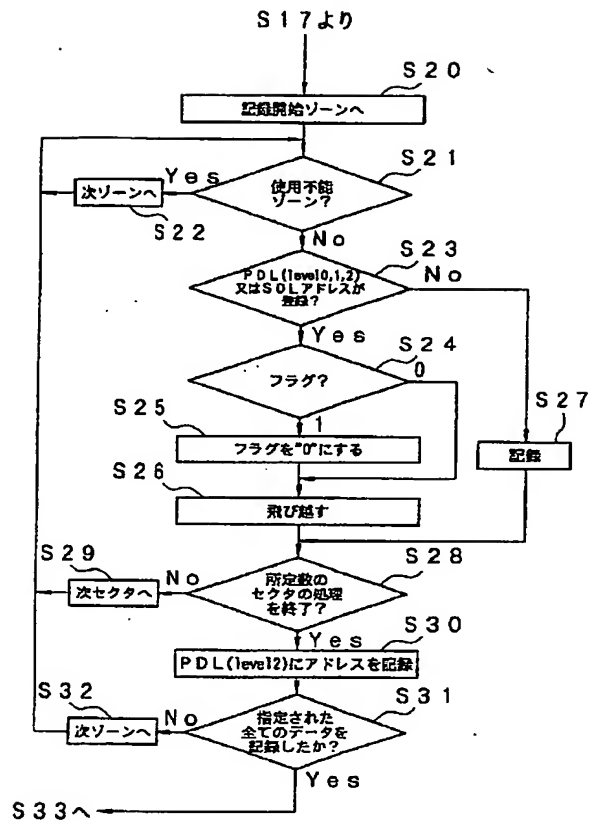 S17より
S20
記録開始ゾーンへ
S21
使用不能
ゾーン?
Yes
次ゾーンへ
S22
No
S23
PDL(level0,1,2)
又はSDLアドレスが
登録?
No
Yes
S24
フラグ?
0
S25
1
フラグを"0"にする
S27
記録
S26
飛び越す
S28
所定数の
セクタの処理
を終了?
S29
No
次セクタへ
Yes
S30
PDL(level2)にアドレスを記録
S31
指定された
全てのデータを
記録したか?
S32
No
次ゾーンへ
Yes
S33へ